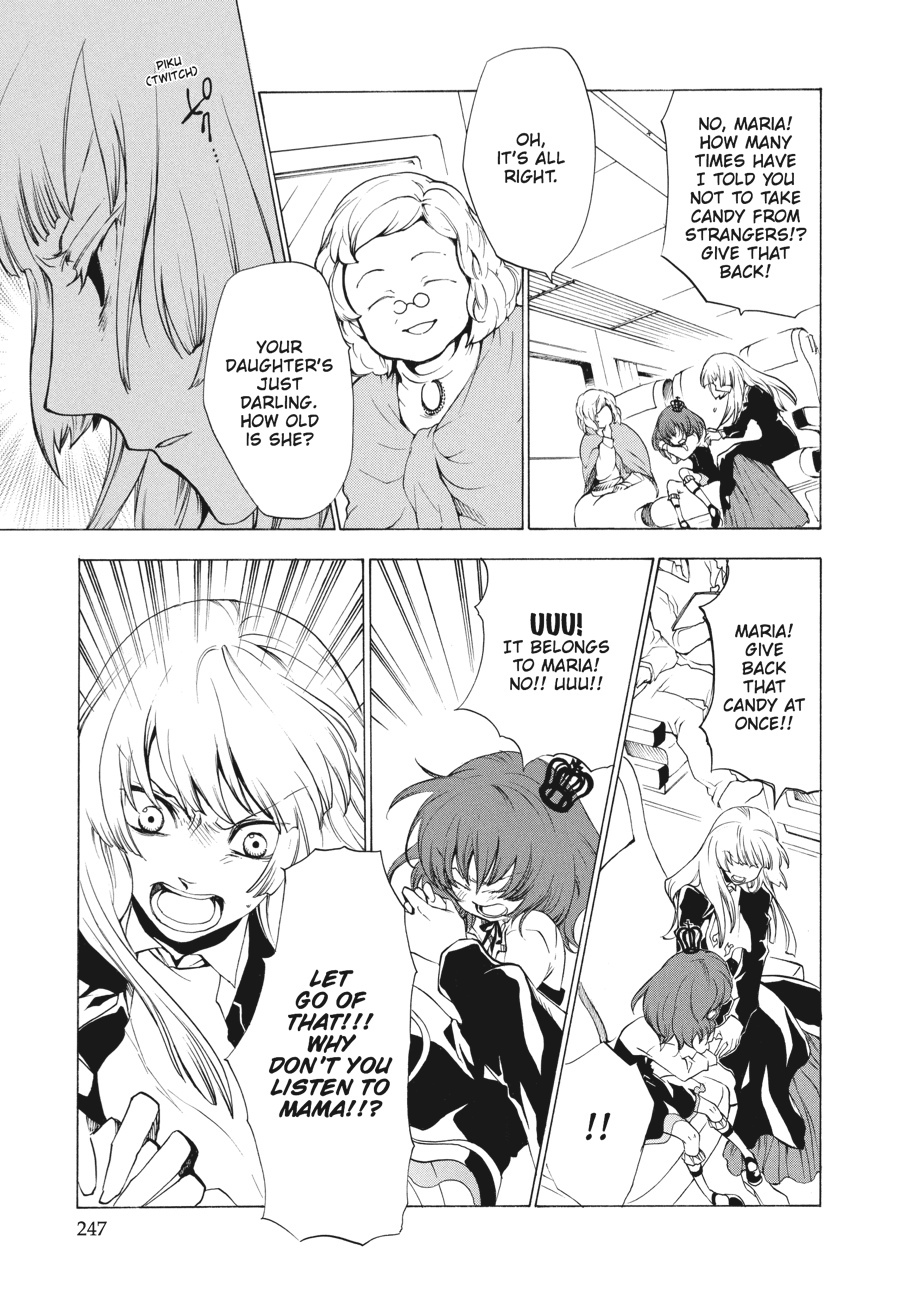 NO, MARIA!
HOW MANY
TIMES HAVE
I TOLD YOU
NOT TO TAKE
CANDY FROM
STRANGERS!?
GIVE THAT
BACK!
OH,
IT'S ALL
RIGHT.
YOUR
DAUGHTER'S
JUST
DARLING.
HOW OLD
IS SHE?
PIKU
(TWITCH)
ピク…
MARIA!
GIVE
BACK
THAT
CANDY AT
ONCE!!
UUU!
IT BELONGS
TO MARIA!
NO!! UUU!!
!!
LET
GO OF
THAT!!!
WHY
DON'T YOU
LISTEN TO
MAMA!!?
247